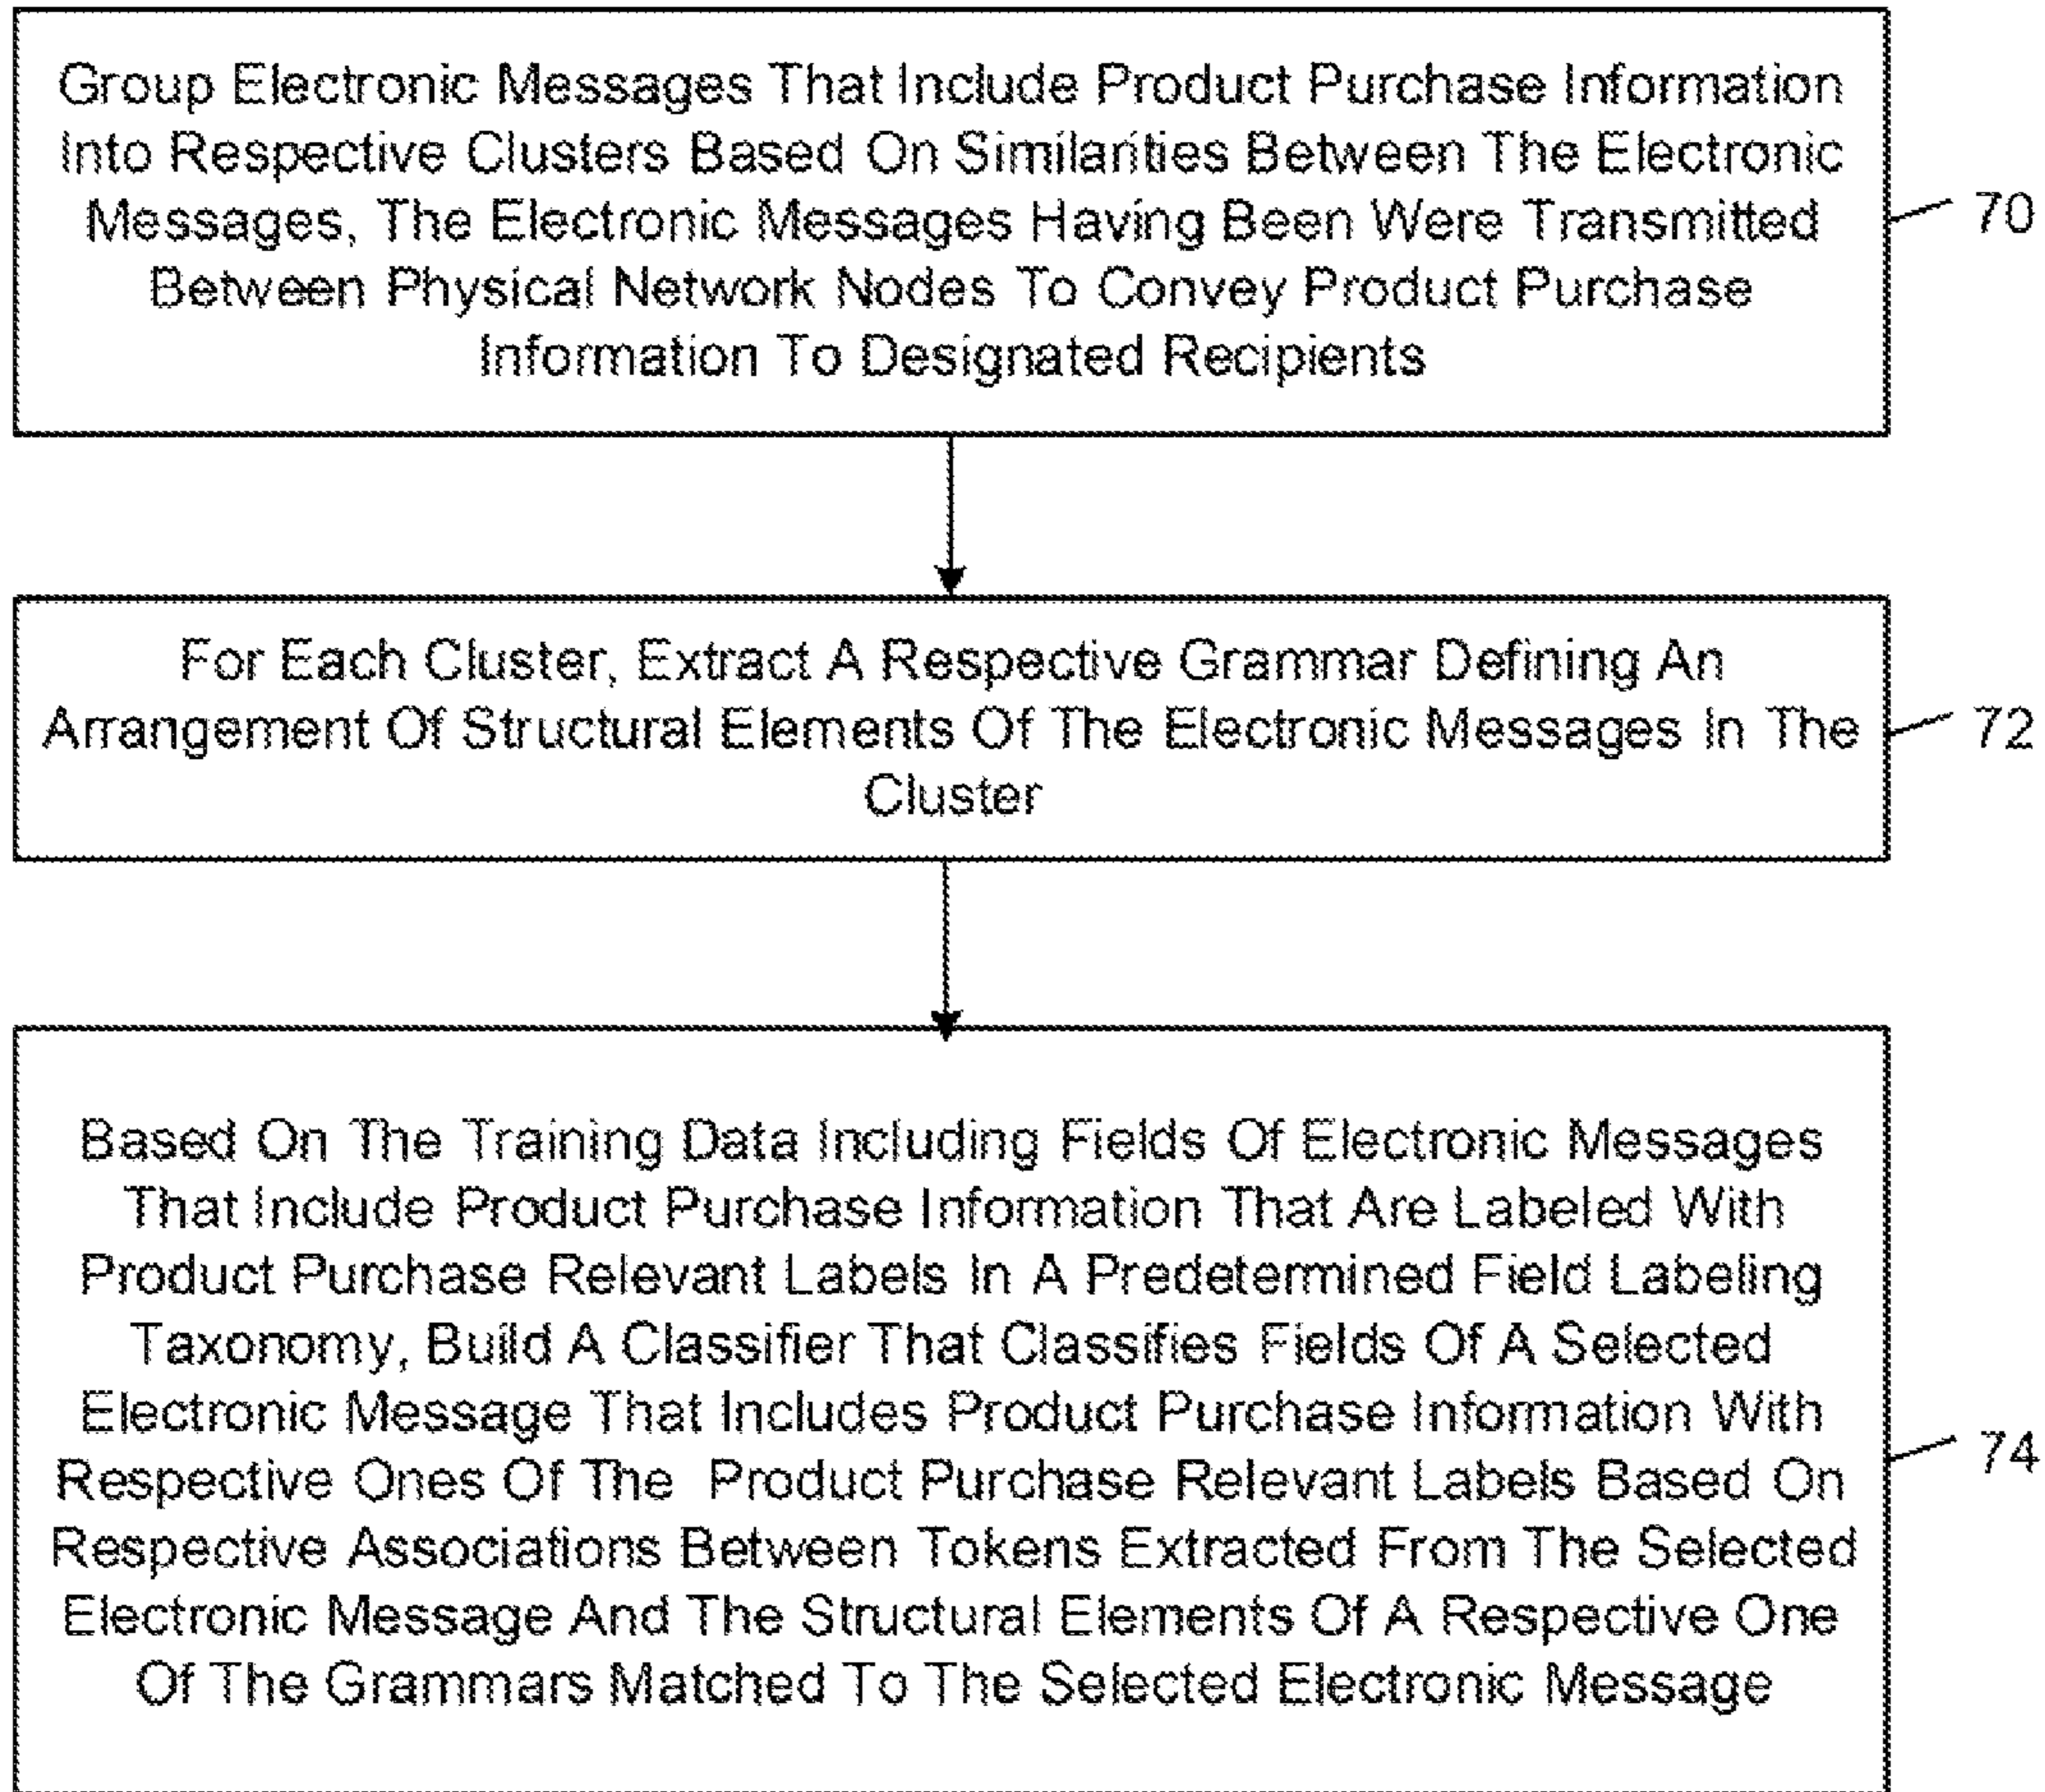 Group Electronic Messages That Include Product Purchase Information
Into Respective Clusters Based On Similarities Between The Electronic
Messages, The Electronic Messages Having Been Were Transmitted
Between Physical Network Nodes To Convey Product Purchase
Information To Designated Recipients
70
For Each Cluster, Extract A Respective Grammar Defining An
Arrangement Of Structural Elements Of The Electronic Messages In The
Cluster
72
Based On The Training Data Including Fields Of Electronic Messages
That Include Product Purchase Information That Are Labeled With
Product Purchase Relevant Labels In A Predetermined Field Labeling
Taxonomy, Build A Classifier That Classifies Fields Of A Selected
Electronic Message That Includes Product Purchase Information With
Respective Ones Of The Product Purchase Relevant Labels Based On
Respective Associations Between Tokens Extracted From The Selected
Electronic Message And The Structural Elements Of A Respective One
Of The Grammars Matched To The Selected Electronic Message
74